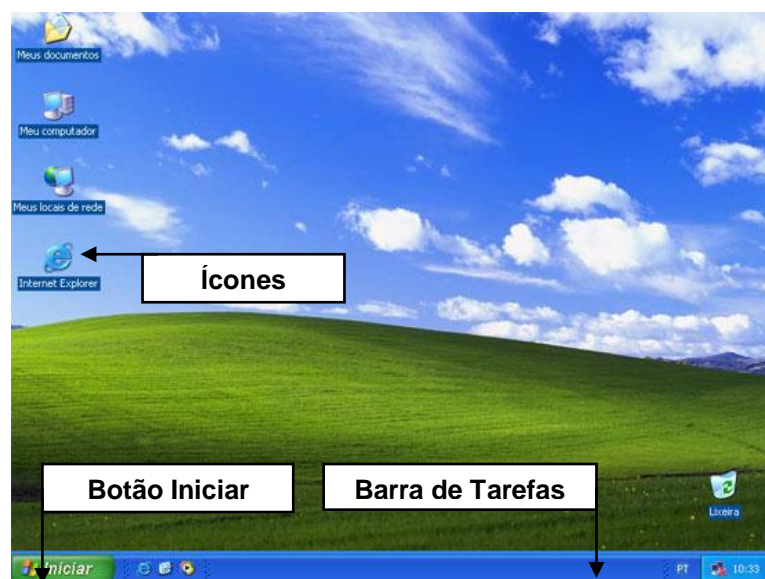 Meus documentos
Meu computador
Meus locais de rede
Internet Explorer
Ícones
Botão Iniciar
Barra de Tarefas
Lixeira
Iniciar
PT
10:33